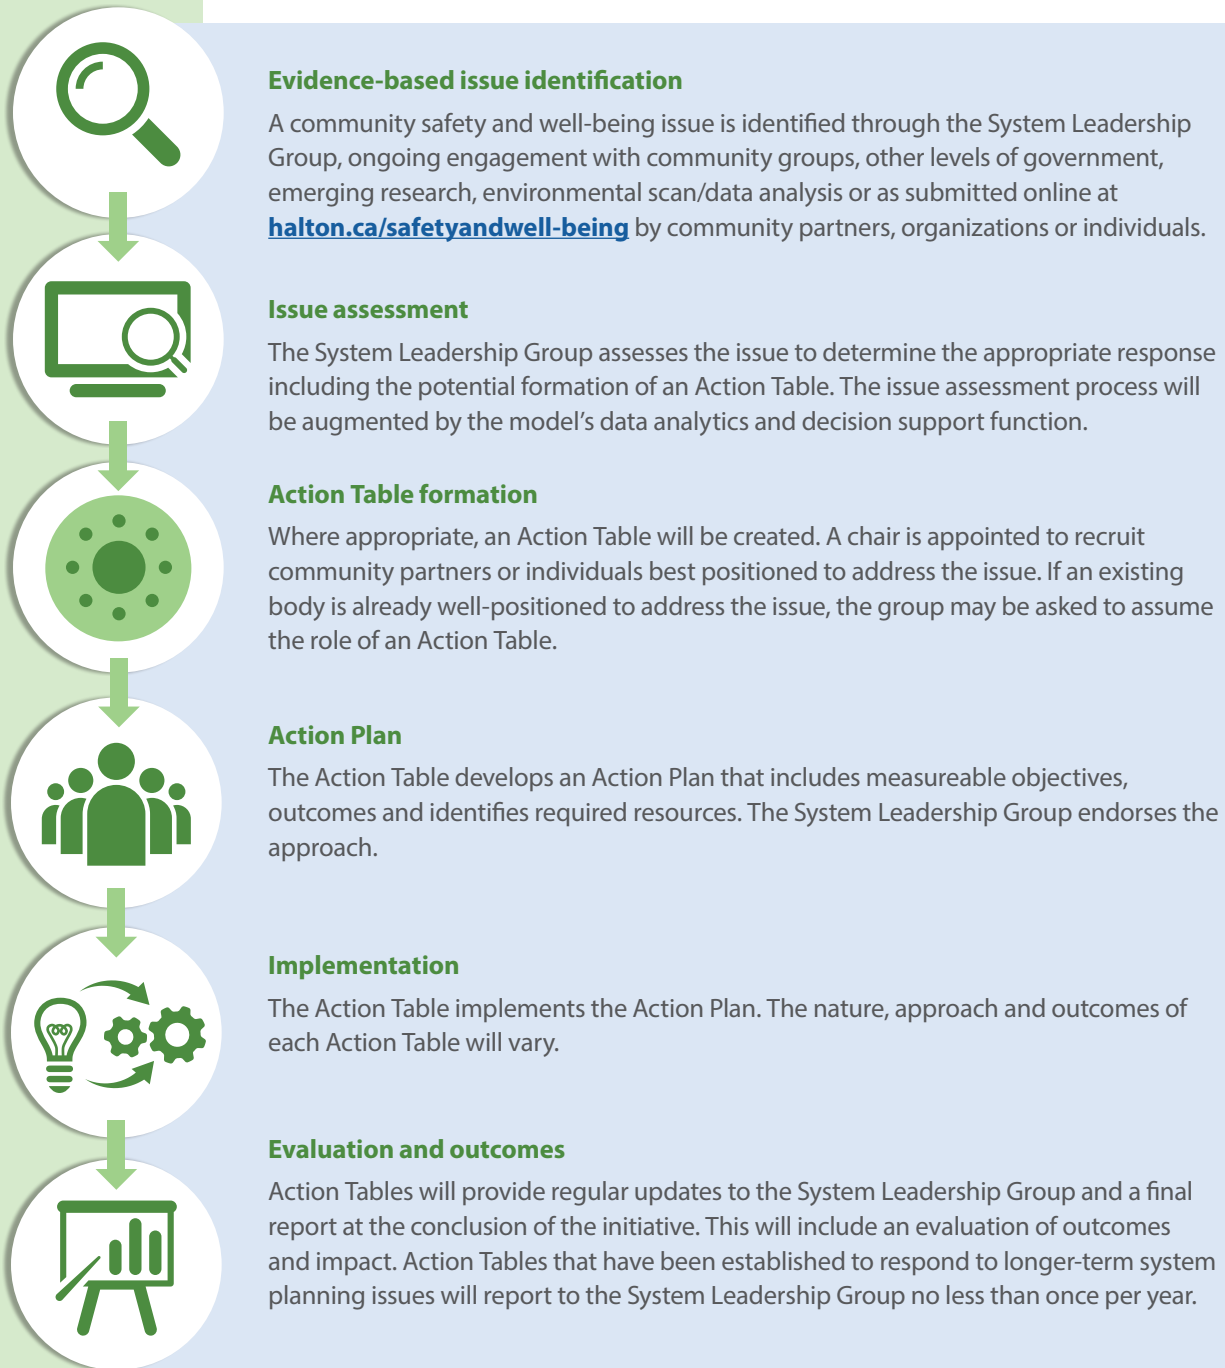 Evidence-based issue identification
A community safety and well-being issue is identified through the System Leadership
Group, ongoing engagement with community groups, other levels of government,
emerging research, environmental scan/data analysis or as submitted online at
halton.ca/safetyandwell-being by community partners, organizations or individuals.
Issue assessment
The System Leadership Group assesses the issue to determine the appropriate response
including the potential formation of an Action Table. The issue assessment process will
be augmented by the model’s data analytics and decision support function.
Action Table formation
Where appropriate, an Action Table will be created. A chair is appointed to recruit
community partners or individuals best positioned to address the issue. If an existing
body is already well-positioned to address the issue, the group may be asked to assume
the role of an Action Table.
Action Plan
The Action Table develops an Action Plan that includes measureable objectives,
outcomes and identifies required resources. The System Leadership Group endorses the
approach.
Implementation
The Action Table implements the Action Plan. The nature, approach and outcomes of
each Action Table will vary.
Evaluation and outcomes
Action Tables will provide regular updates to the System Leadership Group and a final
report at the conclusion of the initiative. This will include an evaluation of outcomes
and impact. Action Tables that have been established to respond to longer-term system
planning issues will report to the System Leadership Group no less than once per year.